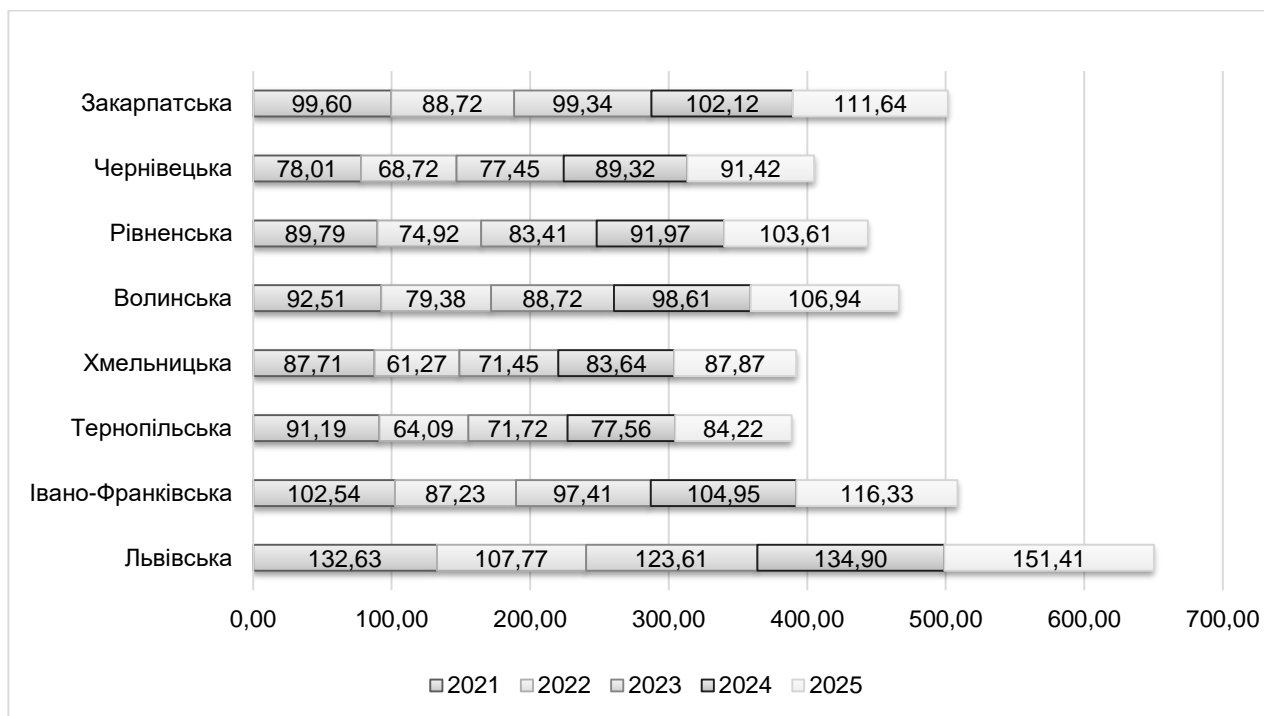 Закарпатська 99,60 88,72 99,34 102,12 111,64
Чернівецька 78,01 68,72 77,45 89,32 91,42
Рівненська 89,79 74,92 83,41 91,97 103,61
Волинська 92,51 79,38 88,72 98,61 106,94
Хмельницька 87,71 61,27 71,45 83,64 87,87
Тернопільська 91,19 64,09 71,72 77,56 84,22
Івано-Франківська 102,54 87,23 97,41 104,95 116,33
Львівська 132,63 107,77 123,61 134,90 151,41
0,00 100,00 200,00 300,00 400,00 500,00 600,00 700,00
2021 2022 2023 2024 2025